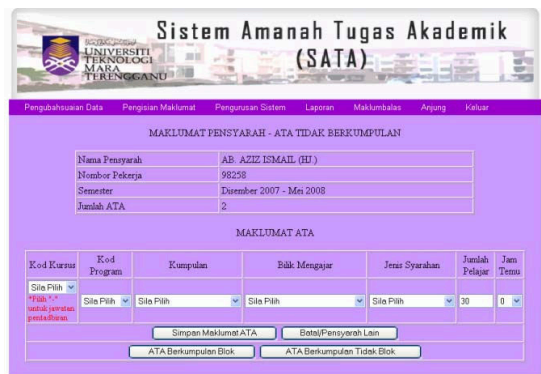 Sistem Amanah Tugas Akademik
(SATA)
UNIVERSITI
TEKNOLOGI
MARA
TERENGGANU
Pengubahsuaian Data Pengisian Maklumat Pengurusan Sistem Laporan Maklumbalas Anjung Keluar
MAKLUMAT PENSYARAH - ATA TIDAK BERKUMPULAN
Nama Pensyarah AB. AZIZ ISMAIL (HJ.)
Nombor Pekerja 98258
Semester Disember 2007 - Mei 2008
Jumlah ATA 2
MAKLUMAT ATA
Kod Kursus Kod Program Kumpulan Bilik Mengajar Jenis Syarahan Jumlah Pelajar Jam Temu
Sila Pilih
*Pilih "-"
untuk jawatan
pentadbiran
Sila Pilih Sila Pilih Sila Pilih Sila Pilih 30 0
Simpan Maklumat ATA Batal/Pensyarah Lain
ATA Berkumpulan Blok ATA Berkumpulan Tidak Blok